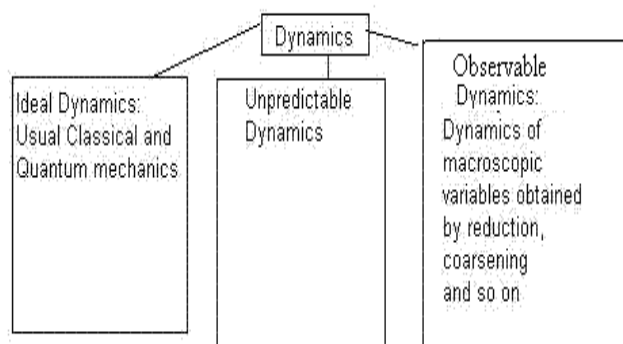 Dynamics
Ideal Dynamics:
Usual Classical and
Quantum mechanics
Unpredictable
Dynamics
Observable
Dynamics:
Dynamics of
macroscopic
variables obtained
by reduction,
coarsening
and so on